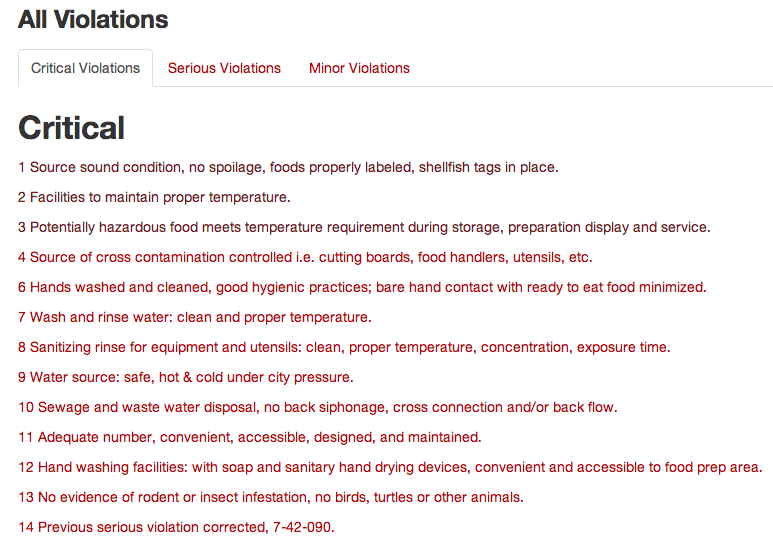 All Violations
Critical Violations Serious Violations Minor Violations
Critical
1 Source sound condition, no spoilage, foods properly labeled, shellfish tags in place.
2 Facilities to maintain proper temperature.
3 Potentially hazardous food meets temperature requirement during storage, preparation display and service.
4 Source of cross contamination controlled i.e. cutting boards, food handlers, utensils, etc.
6 Hands washed and cleaned, good hygienic practices; bare hand contact with ready to eat food minimized.
7 Wash and rinse water: clean and proper temperature.
8 Sanitizing rinse for equipment and utensils: clean, proper temperature, concentration, exposure time.
9 Water source: safe, hot & cold under city pressure.
10 Sewage and waste water disposal, no back siphonage, cross connection and/or back flow.
11 Adequate number, convenient, accessible, designed, and maintained.
12 Hand washing facilities: with soap and sanitary hand drying devices, convenient and accessible to food prep area.
13 No evidence of rodent or insect infestation, no birds, turtles or other animals.
14 Previous serious violation corrected, 7-42-090.